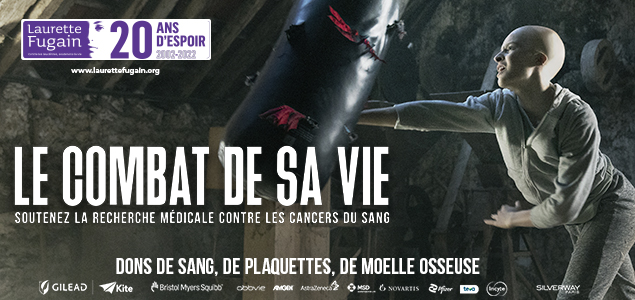 Laurette
Fugain
20 ANS
D'ESPOIR
2002-2022
www.laurettefugain.org
LE COMBAT DE SA VIE
SOUTENEZ LA RECHERCHE MÉDICALE CONTRE LES CANCERS DU SANG
DONS DE SANG, DE PLAQUETTES, DE MOELLE OSSEUSE
GILEAD Kite Bristol Myers Squibb abbvie AMGEN AstraZeneca MSD NOVARTIS Pfizer teva Incyte SILVERWAY
PARIS